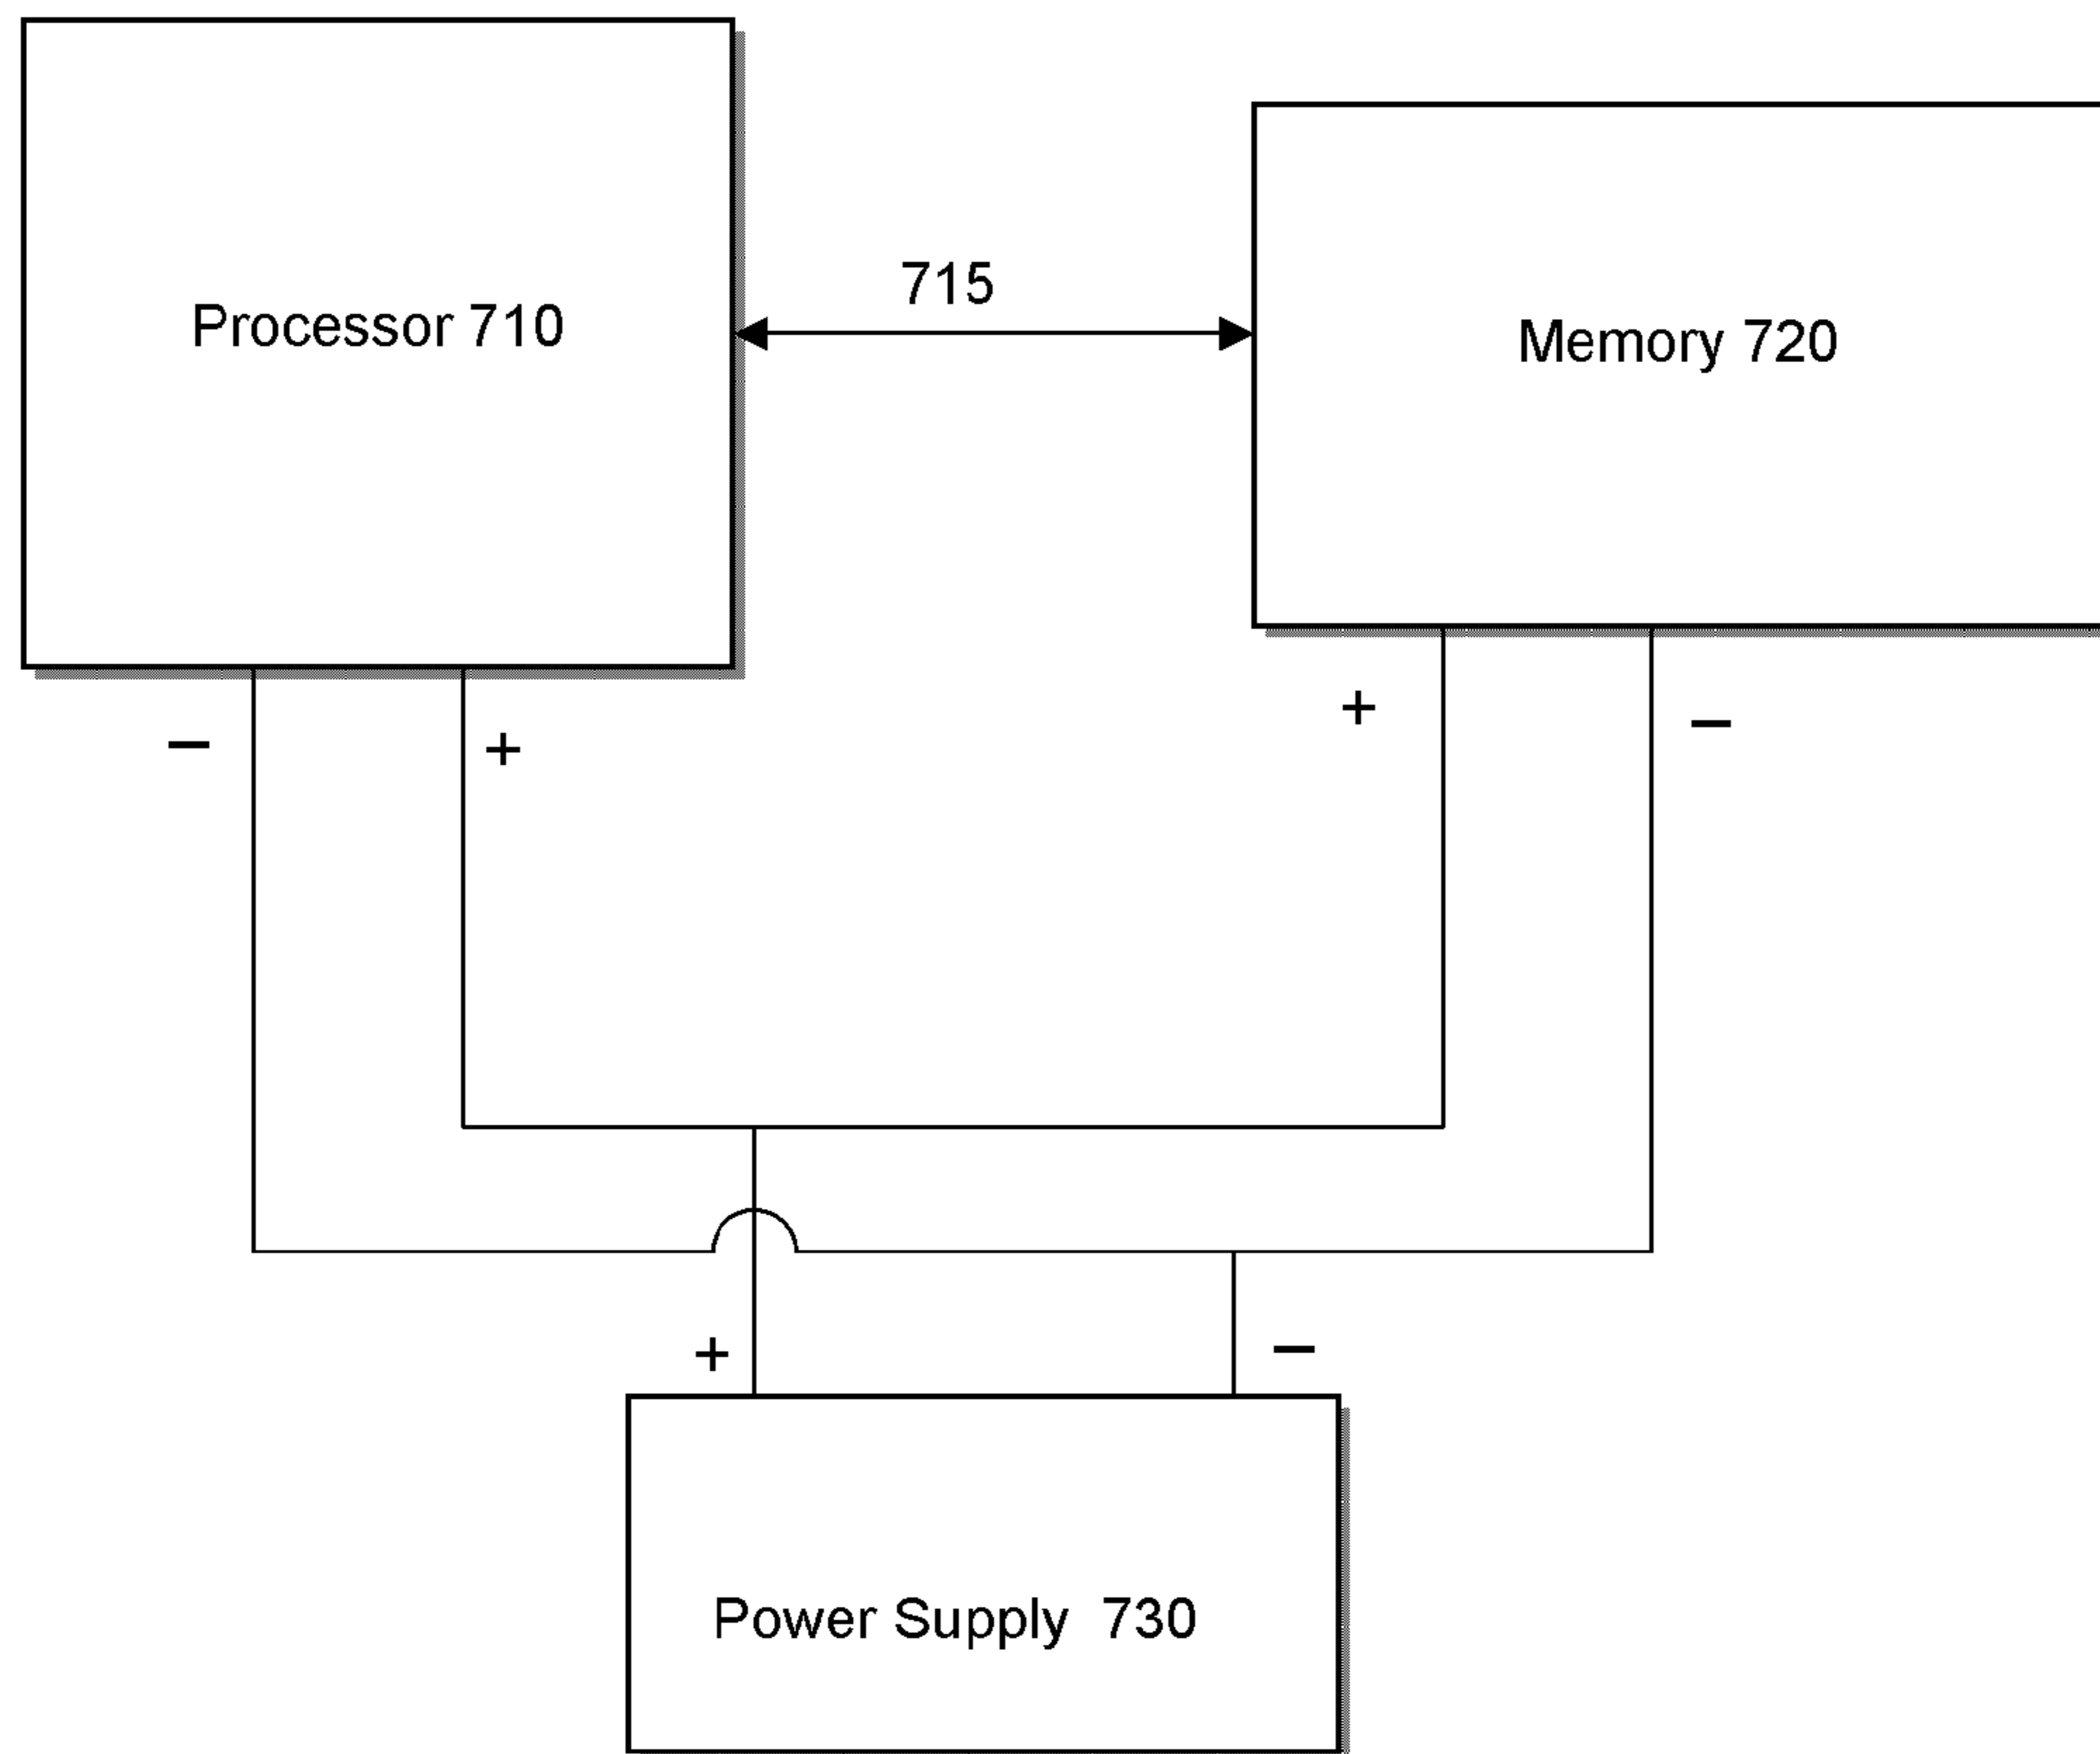 715
Processor 710
Memory 720
+
−
−
+
+
−
Power Supply 730